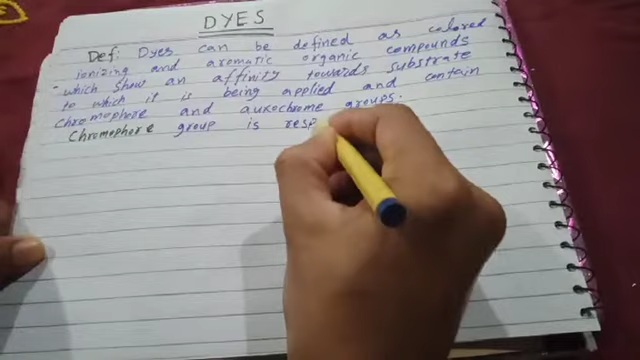 DYES
Def: Dyes can be defined as colored
ionizing and aromatic organic compounds
which show an affinity towards substrate
to which it is being applied and contain
chromophore and auxochrome groups.
Chromophore group is resp